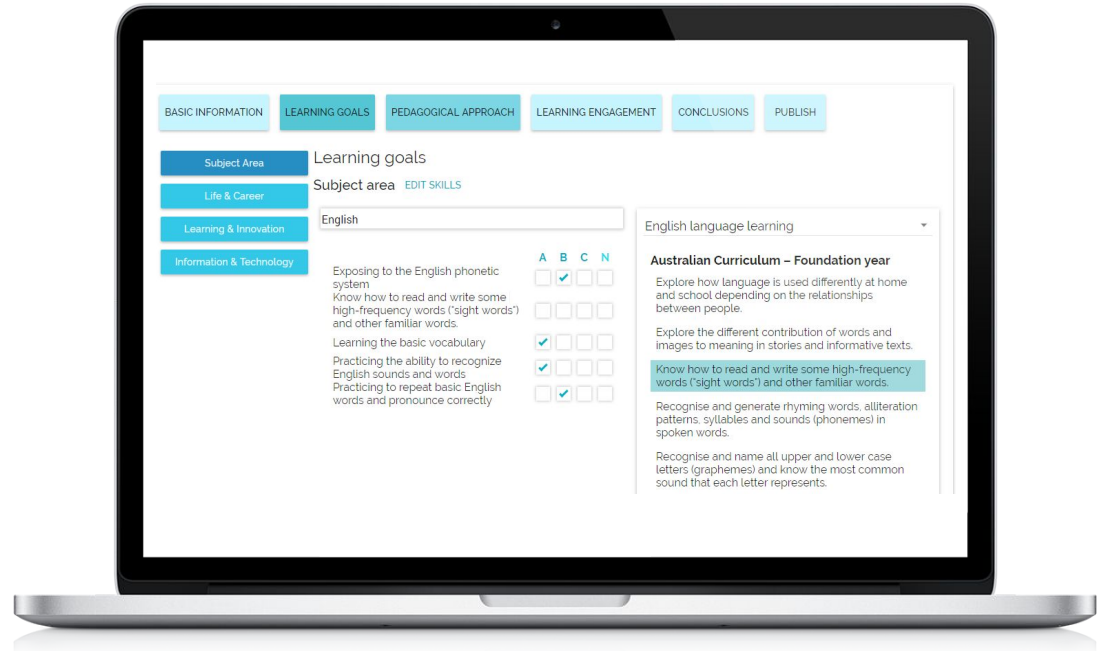 BASIC INFORMATION
LEARNING GOALS
PEDAGOGICAL APPROACH
LEARNING ENGAGEMENT
CONCLUSIONS
PUBLISH
Subject Area
Life & Career
Learning & Innovation
Information & Technology
Learning goals
Subject area EDIT SKILLS
English
A B C N
Exposing to the English phonetic
system
Know how to read and write some
high-frequency words ("sight words")
and other familiar words.
Learning the basic vocabulary
Practicing the ability to recognize
English sounds and words
Practicing to repeat basic English
words and pronounce correctly
English language learning
Australian Curriculum – Foundation year
Explore how language is used differently at home
and school depending on the relationships
between people.
Explore the different contribution of words and
images to meaning in stories and informative texts.
Know how to read and write some high-frequency
words ("sight words") and other familiar words.
Recognise and generate rhyming words, alliteration
patterns, syllables and sounds (phonemes) in
spoken words.
Recognise and name all upper and lower case
letters (graphemes) and know the most common
sound that each letter represents.